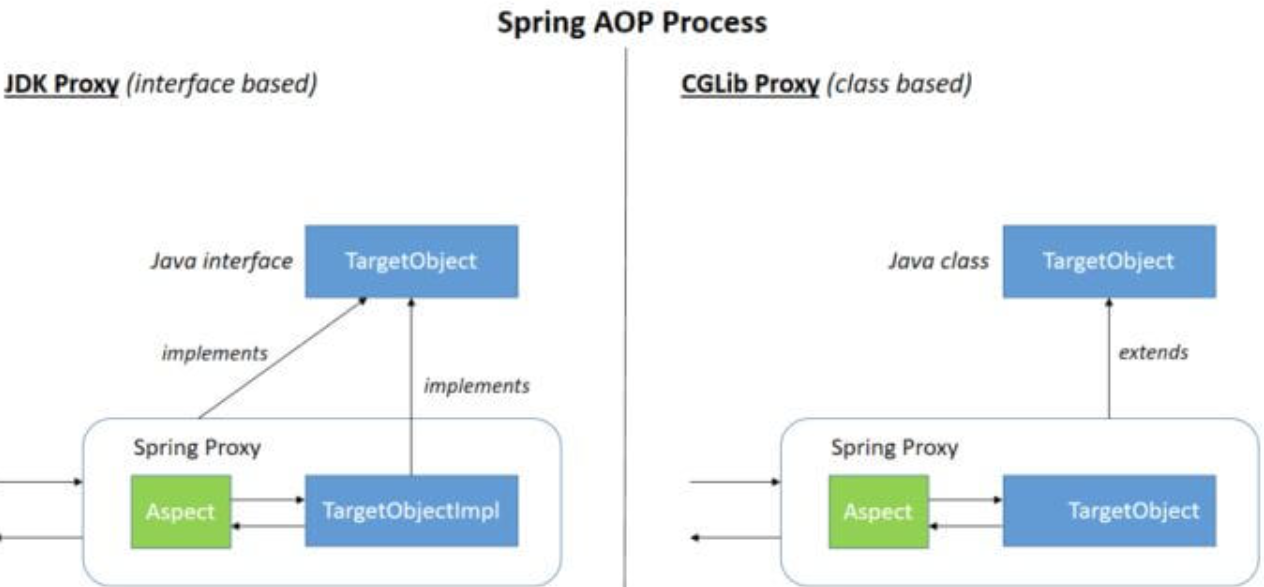 Spring AOP Process
JDK Proxy (interface based)
Java interface
TargetObject
implements
implements
Spring Proxy
Aspect
TargetObjectImpl
CGLib Proxy (class based)
Java class
TargetObject
extends
Spring Proxy
Aspect
TargetObject